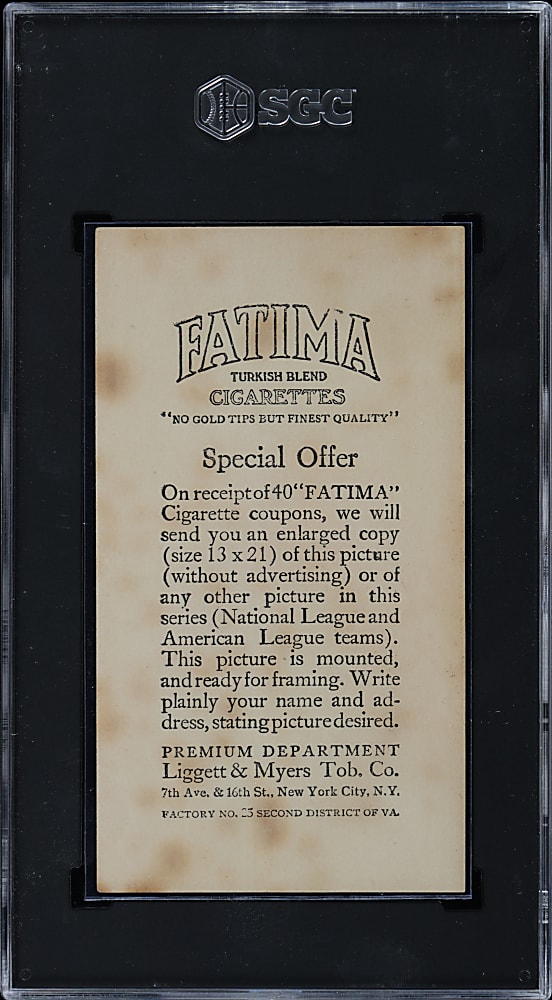 SGC
FATIMA
TURKISH BLEND
CIGARETTES
"NO GOLD TIPS BUT FINEST QUALITY"
Special Offer
On receipt of 40 "FATIMA"
Cigarette coupons, we will
send you an enlarged copy
(size 13 x 21) of this picture
(without advertising) or of
any other picture in this
series (National League and
American League teams).
This picture is mounted,
and ready for framing. Write
plainly your name and ad-
dress, stating picture desired.
PREMIUM DEPARTMENT
Liggett & Myers Tob. Co.
7th Ave. & 16th St., New York City, N.Y.
FACTORY NO. 25 SECOND DISTRICT OF VA.